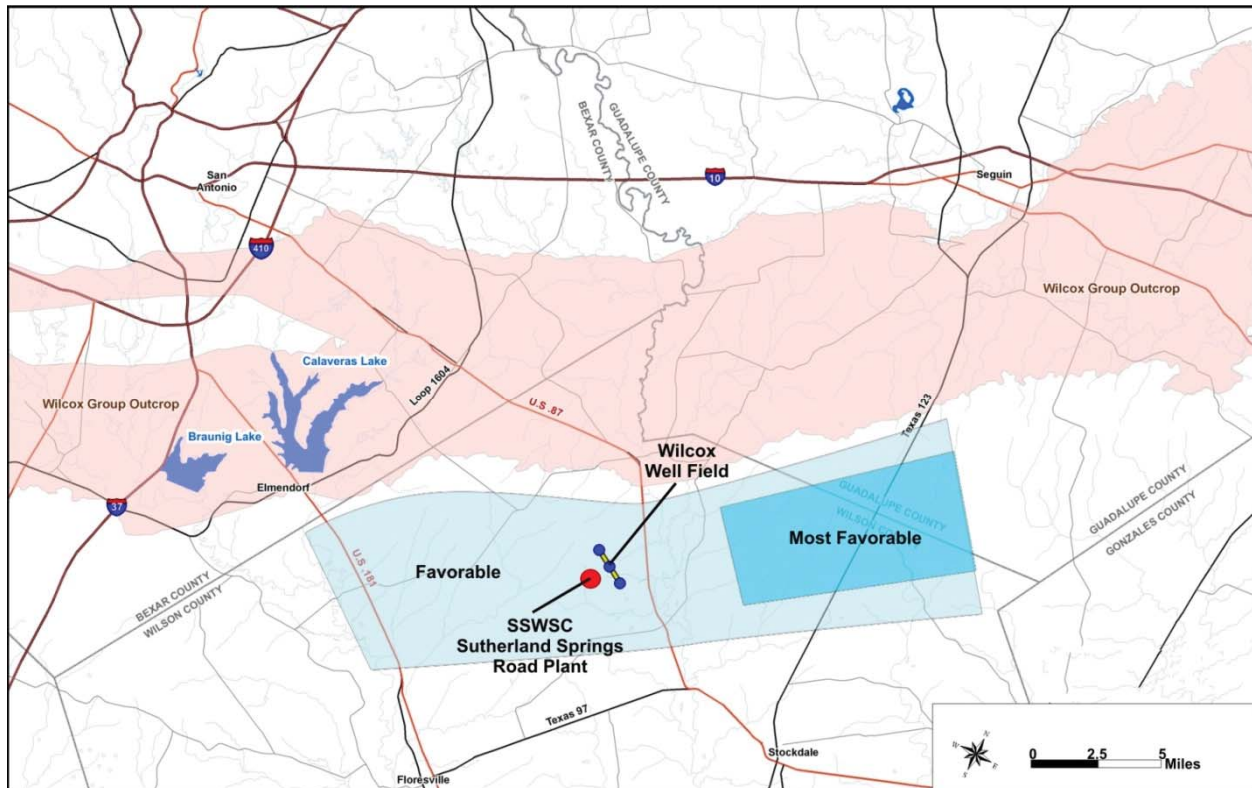 BEXAR COUNTY
GUADALUPE COUNTY
San
Antonio
10
Seguin
410
Wilcox Group Outcrop
Calaveras Lake
Loop 1604
Wilcox Group Outcrop
U.S .87
Texas 123
Braunig Lake
Wilcox
Well Field
Elmendorf
37
GUADALUPE COUNTY
WILSON COUNTY
GUADALUPE COUNTY
GONZALES COUNTY
Most Favorable
U.S .181
Favorable
BEXAR COUNTY
WILSON COUNTY
SSWSC
Sutherland Springs
Road Plant
Texas 97
Stockdale
Floresville
N
W
E
S
0
2.5
5
Miles